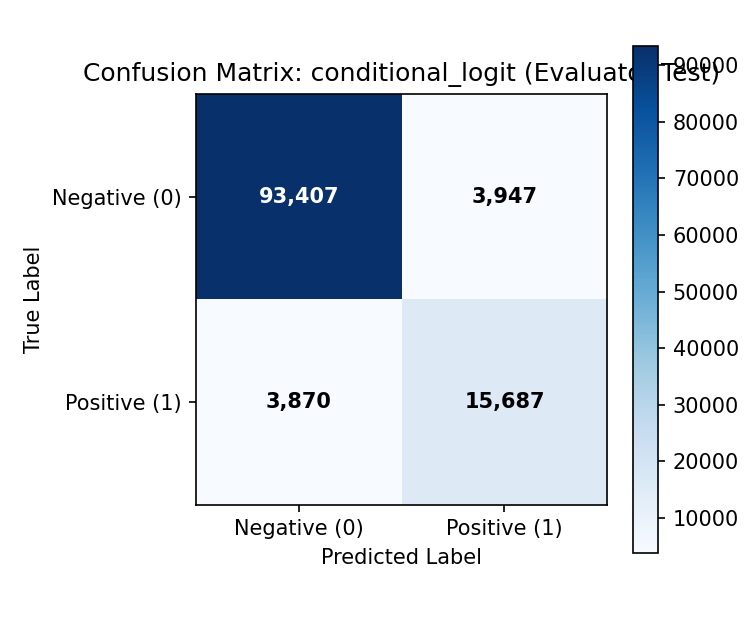 Confusion Matrix: conditional_logit (Evaluato Test)
90000
80000
70000
60000
50000
40000
30000
20000
10000
True Label
Negative (0)
93,407 3,947
Positive (1)
3,870 15,687
Negative (0) Positive (1)
Predicted Label